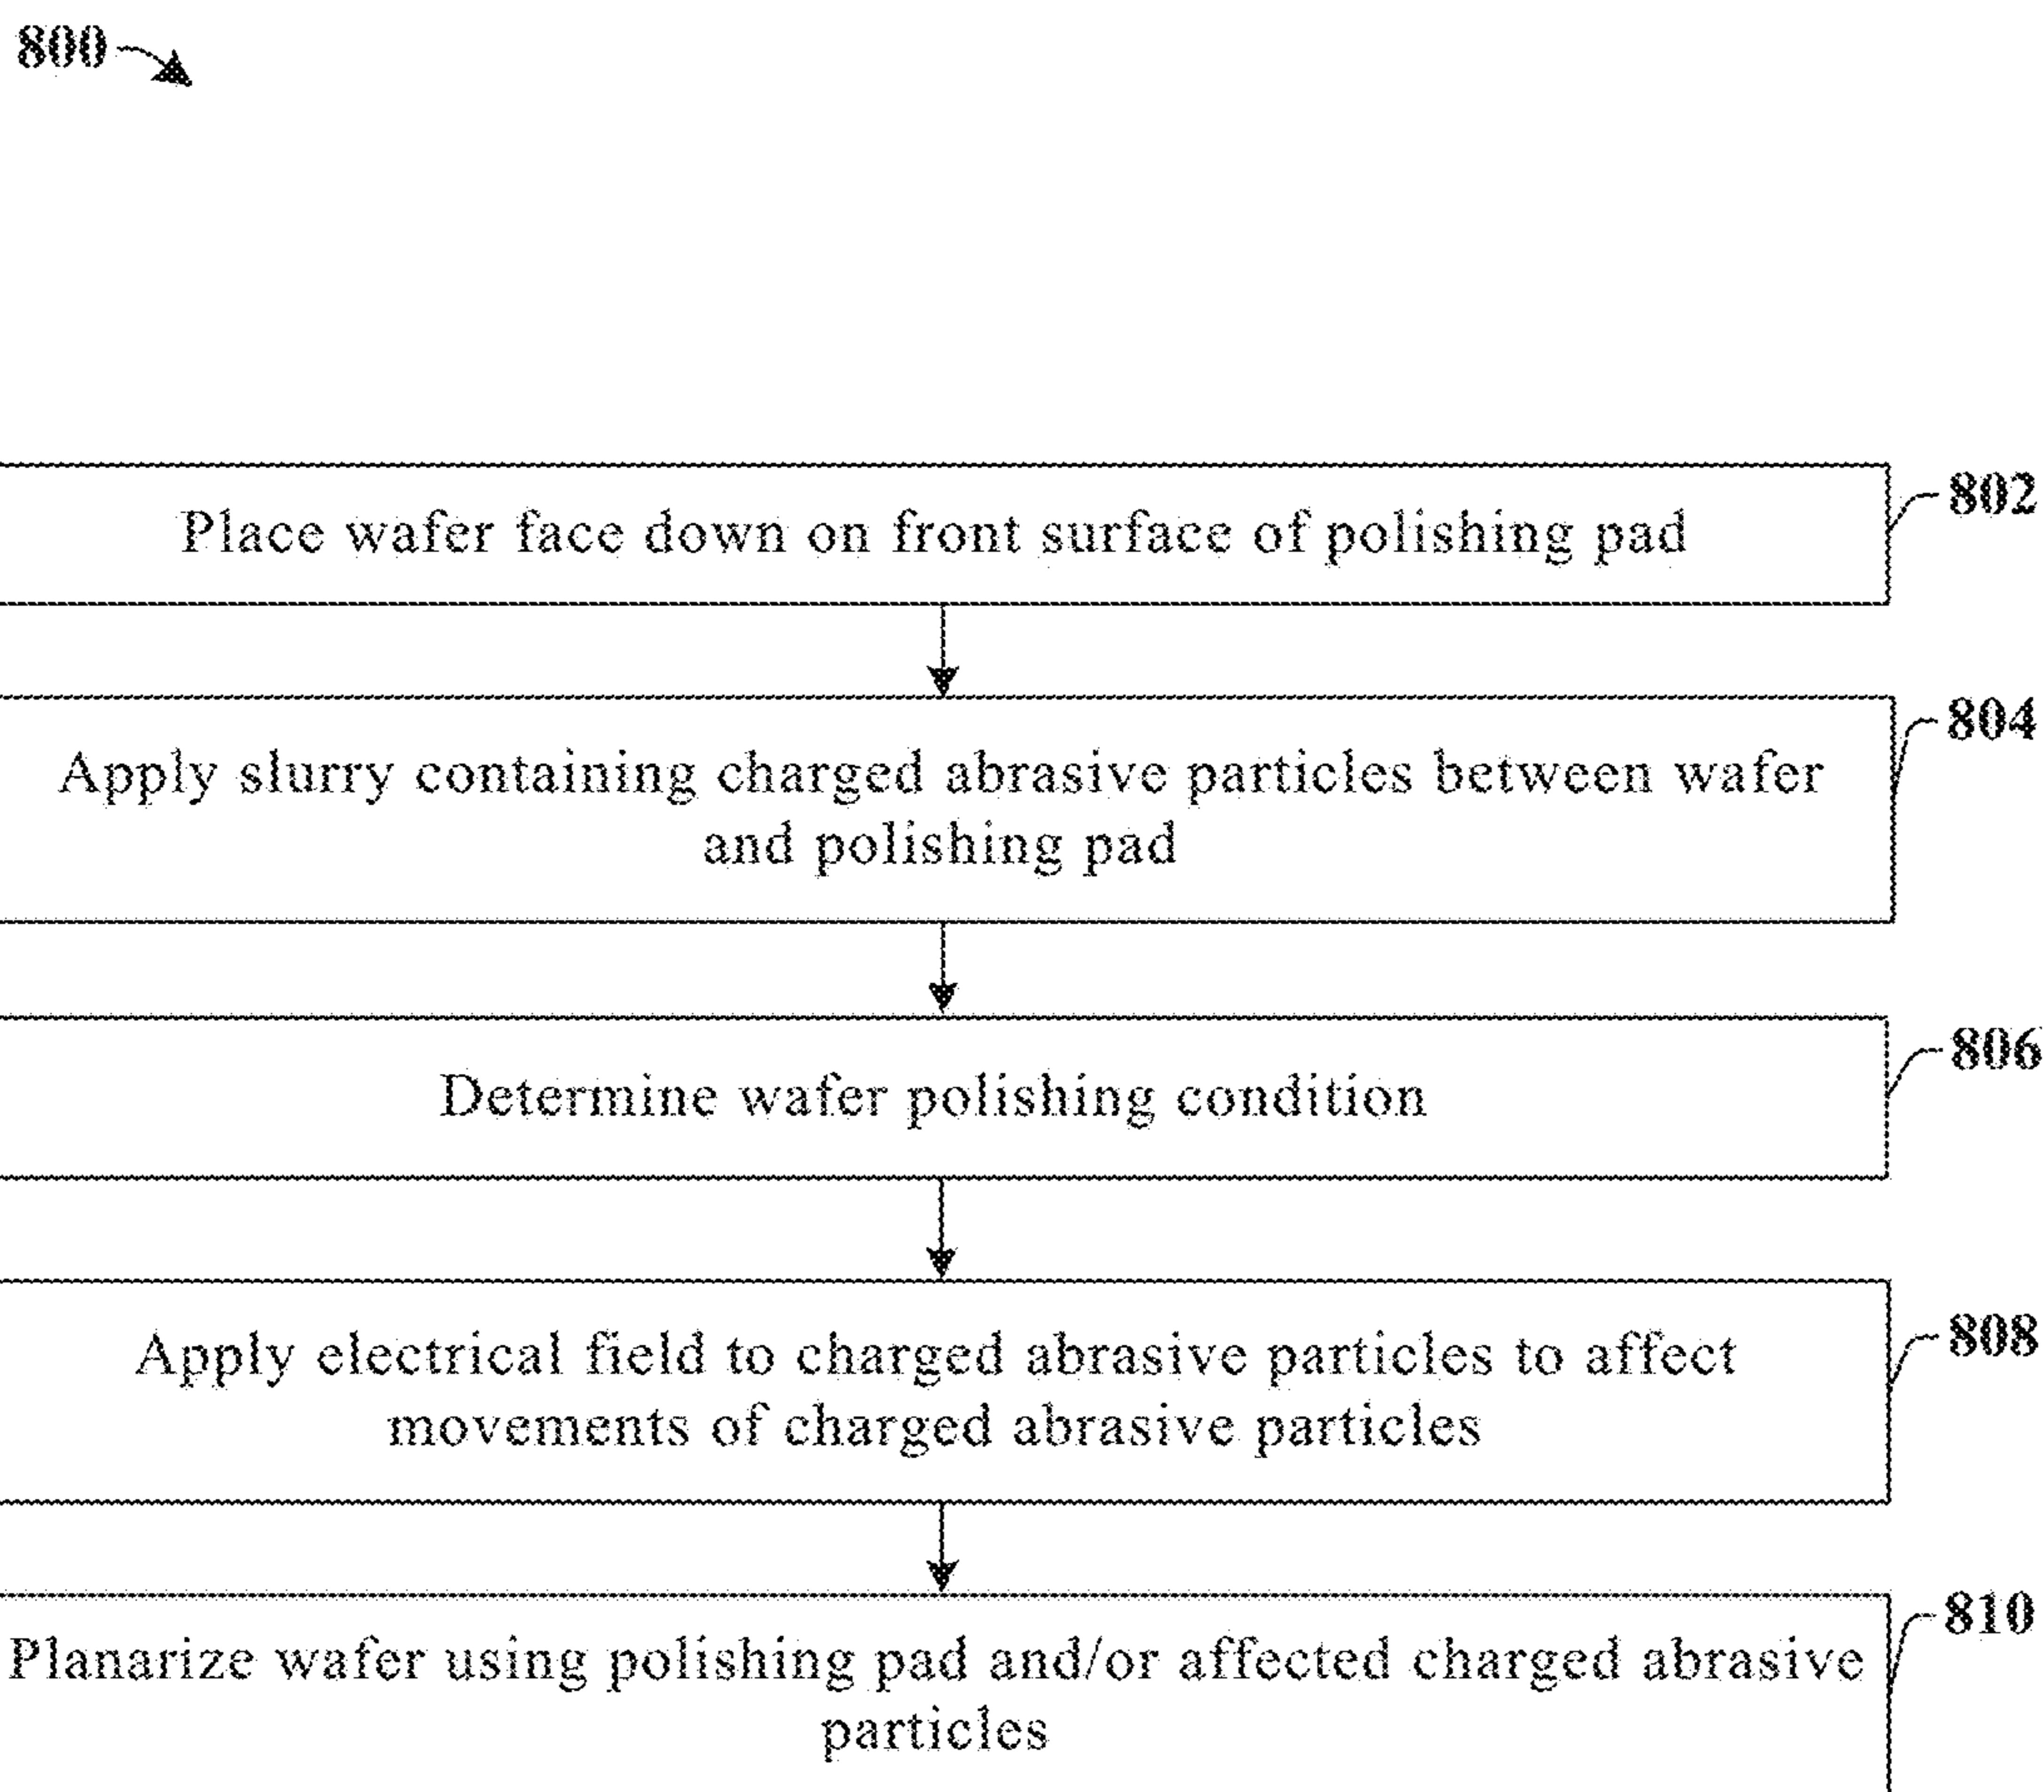 800
Place wafer face down on front surface of polishing pad
802
Apply slurry containing charged abrasive particles between wafer
and polishing pad
804
Determine wafer polishing condition
806
Apply electrical field to charged abrasive particles to affect
movements of charged abrasive particles
808
Planarize wafer using polishing pad and/or affected charged abrasive
particles
810